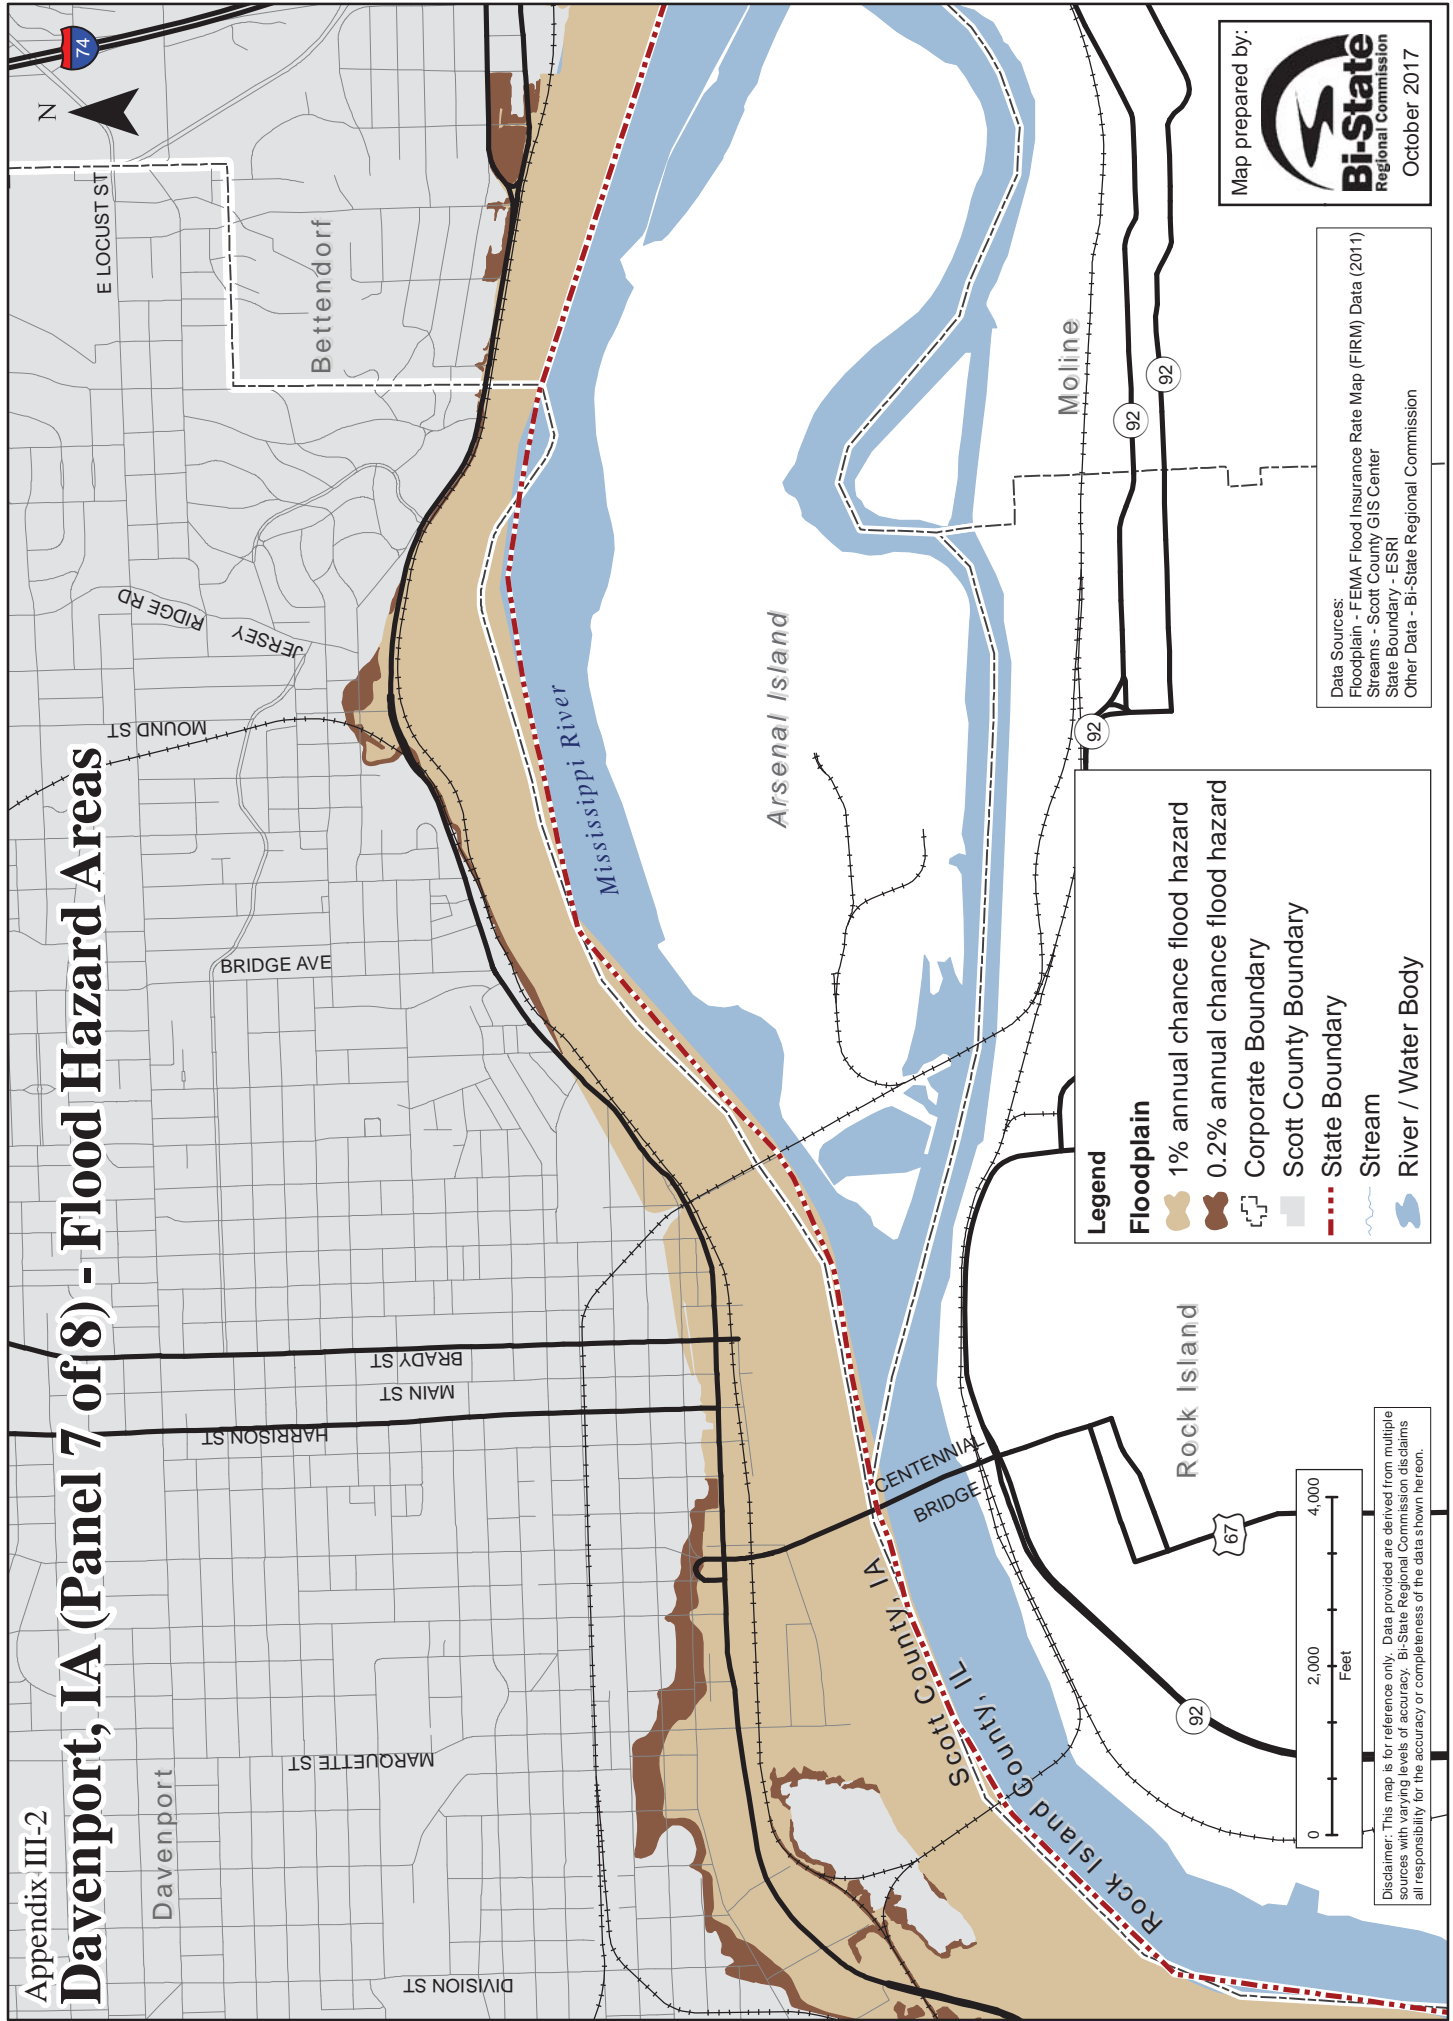 Appendix III-2
Davenport, IA (Panel 7 of 8) - Flood Hazard Areas
N
74
E LOCUST ST
Bettendorf
JERSEY
RIDGE RD
MOUND ST
BRIDGE AVE
BRADY ST
MAIN ST
HARRISON ST
MARQUETTE ST
DIVISION ST
Davenport
Mississippi River
Arsenal Island
Moline
92
92
92
CENTENNIAL
BRIDGE
Scott County, IA
Rock Island County, IL
Rock Island
67
92
Legend
Floodplain
1% annual chance flood hazard
0.2% annual chance flood hazard
Corporate Boundary
Scott County Boundary
State Boundary
Stream
River / Water Body
0 2,000 4,000
Feet
Disclaimer: This map is for reference only. Data provided are derived from multiple
sources with varying levels of accuracy. Bi-State Regional Commission disclaims
all responsibility for the accuracy or completeness of the data shown hereon.
Data Sources:
Floodplain - FEMA Flood Insurance Rate Map (FIRM) Data (2011)
Streams - Scott County GIS Center
State Boundary - ESRI
Other Data - Bi-State Regional Commission
Map prepared by:
Bi-State
Regional Commission
October 2017